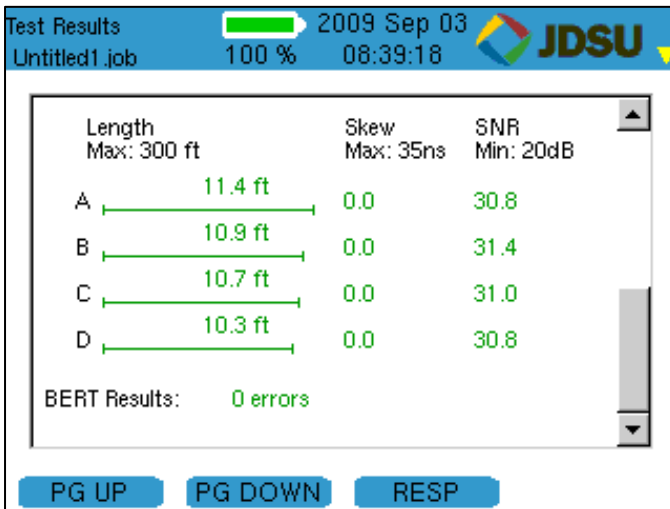 Test Results 2009 Sep 03 JDSU
Untitled1.job 100 % 08:39:18
Length Skew SNR
Max: 300 ft Max: 35ns Min: 20dB
A 11.4 ft 0.0 30.8
B 10.9 ft 0.0 31.4
C 10.7 ft 0.0 31.0
D 10.3 ft 0.0 30.8
BERT Results: 0 errors
PG UP PG DOWN RESP